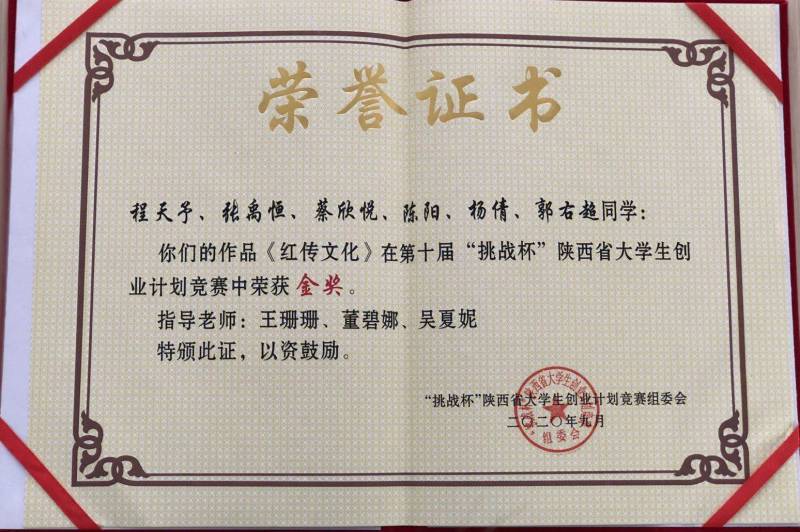 荣誉证书
程天予、张禹恒、蔡欣悦、陈阳、杨倩、郭右超同学：
你们的作品《红传文化》在第十届“挑战杯”陕西省大学生创
业计划竞赛中荣获 金奖。
指导老师：王珊珊、董碧娜、吴夏妮
特颁此证，以资鼓励。
“挑战杯”陕西省大学生创业计划竞赛组委会
二〇二〇年九月
组委会